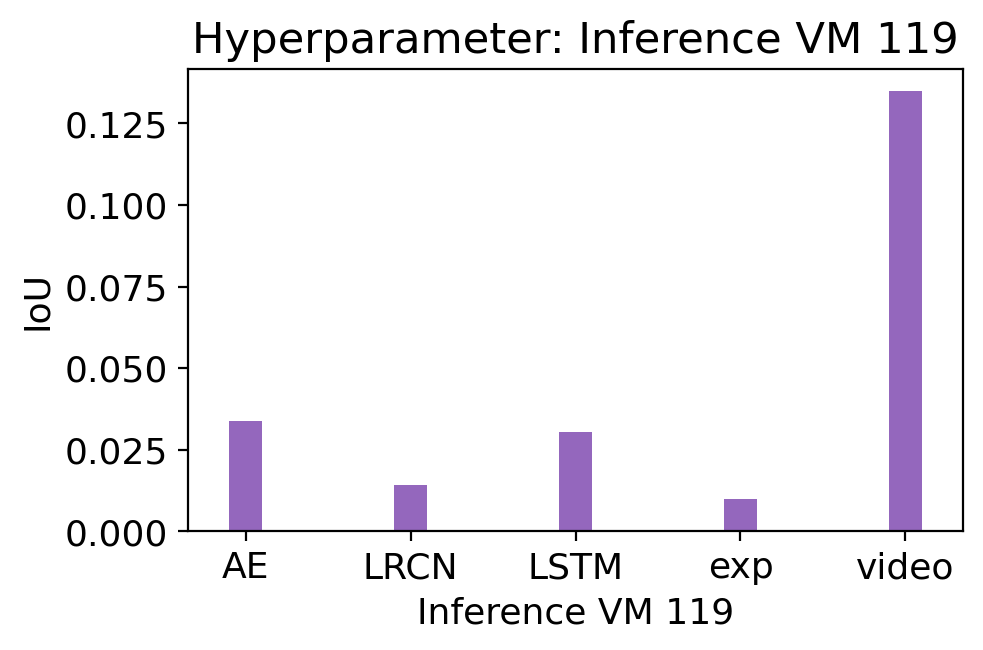 Hyperparameter: Inference VM 119
0.125
0.100
0.075
0.050
0.025
0.000
IoU
AE LRCN LSTM exp video
Inference VM 119